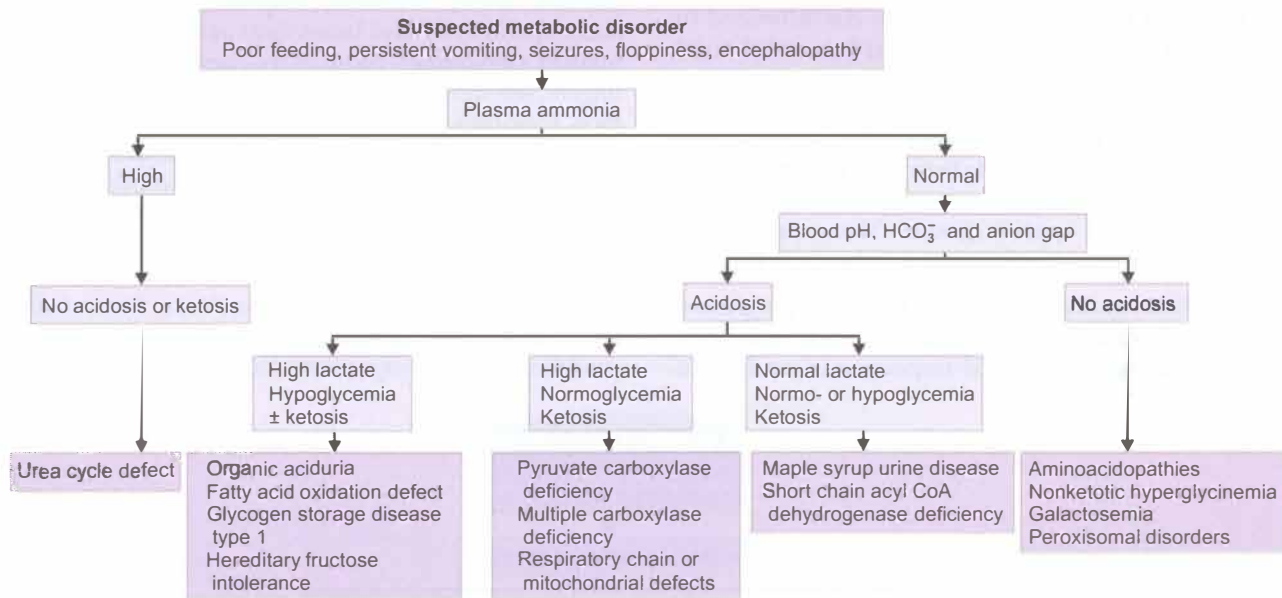 Suspected metabolic disorder
Poor feeding, persistent vomiting, seizures, floppiness, encephalopathy
Plasma ammonia
High
Normal
Blood pH, HCO₃⁻ and anion gap
No acidosis or ketosis
Acidosis
No acidosis
High lactate
Hypoglycemia
± ketosis
High lactate
Normoglycemia
Ketosis
Normal lactate
Normo- or hypoglycemia
Ketosis
Urea cycle defect
Organic aciduria
Fatty acid oxidation defect
Glycogen storage disease
type 1
Hereditary fructose
intolerance
Pyruvate carboxylase
deficiency
Multiple carboxylase
deficiency
Respiratory chain or
mitochondrial defects
Maple syrup urine disease
Short chain acyl CoA
dehydrogenase deficiency
Aminoacidopathies
Nonketotic hyperglycinemia
Galactosemia
Peroxisomal disorders